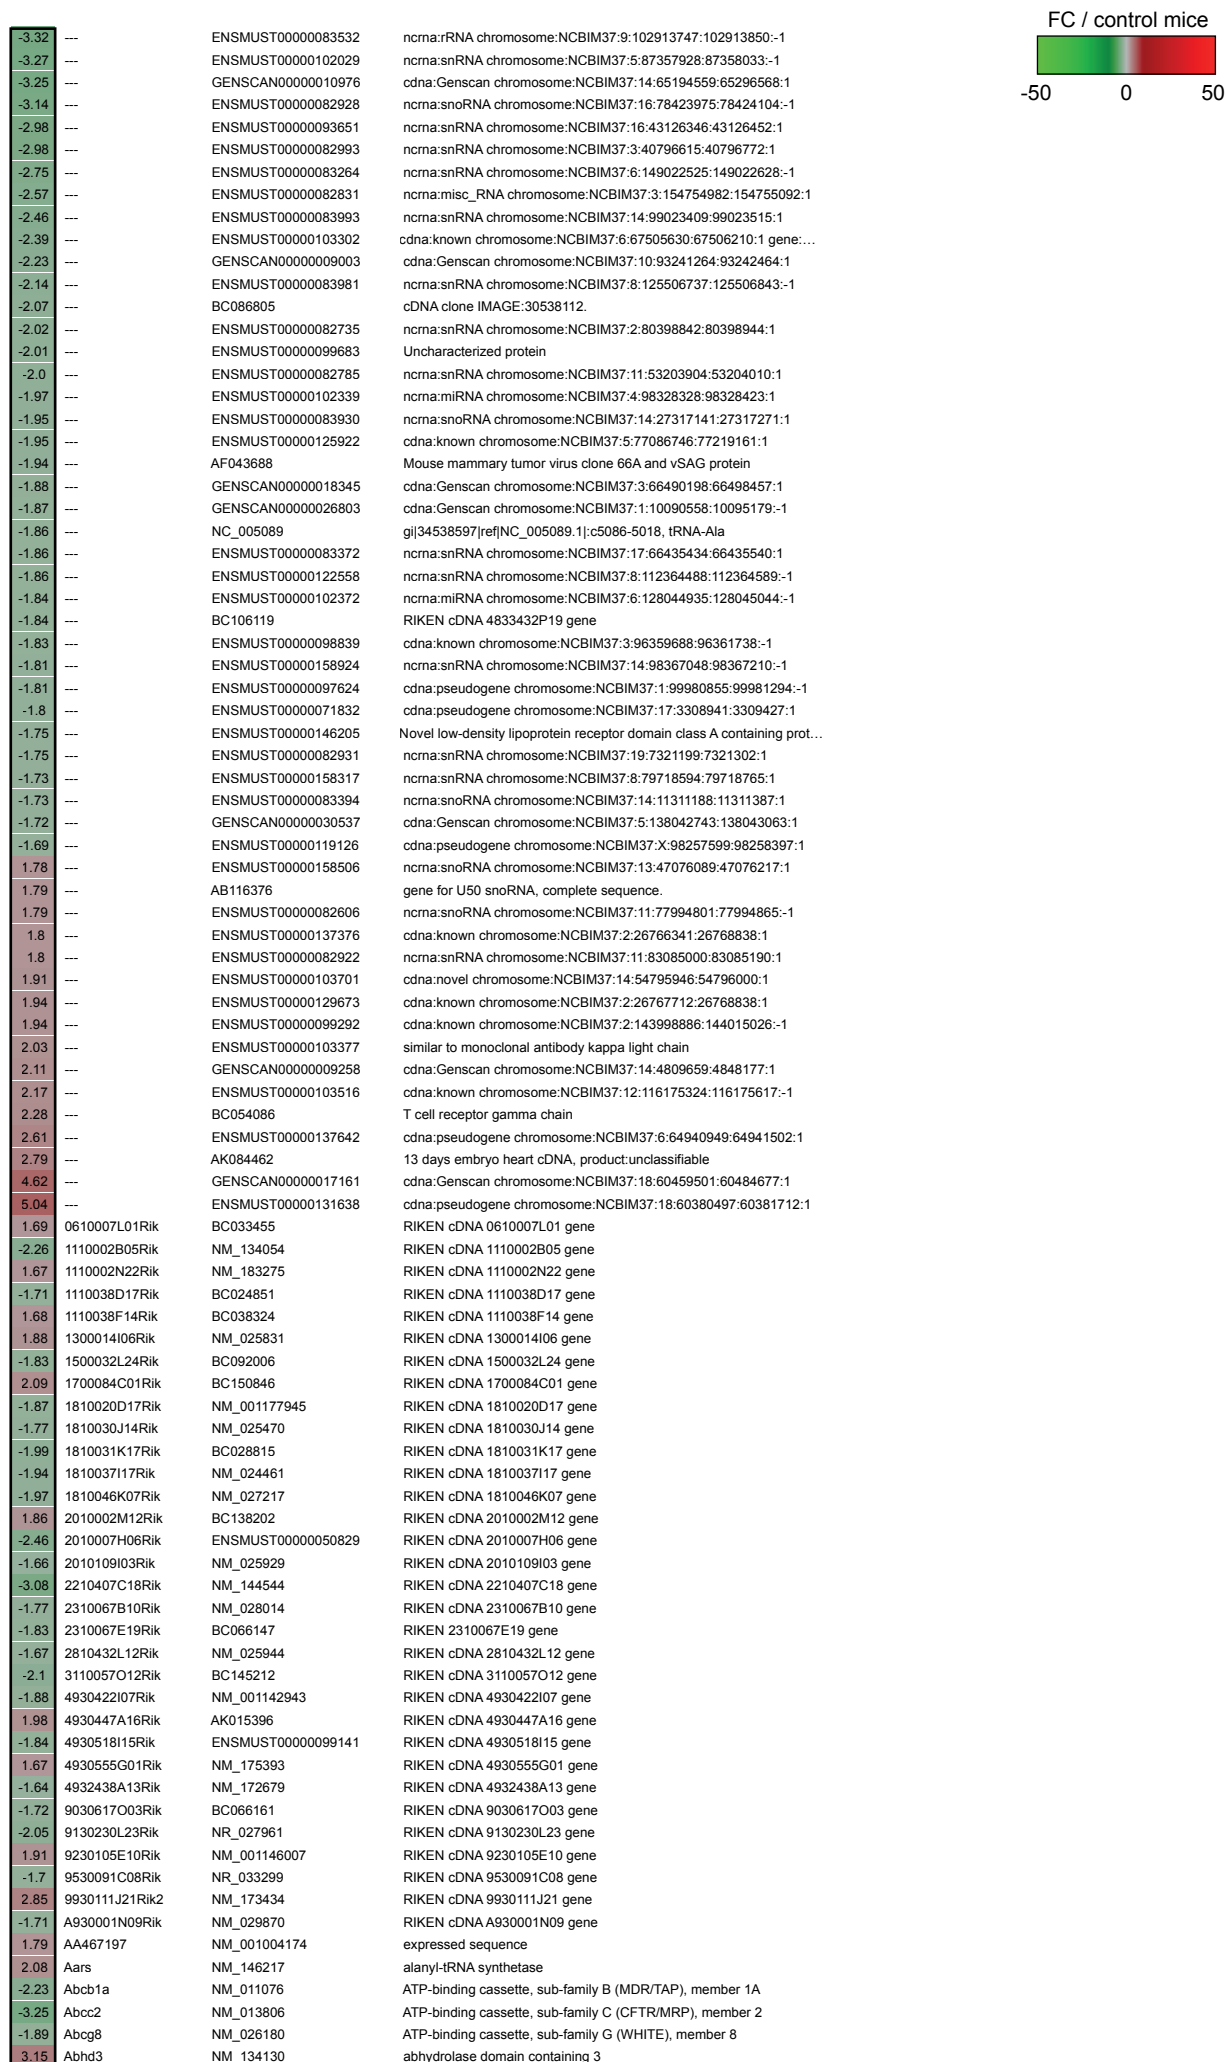 FC / control mice
-50 0 50
-3.32 --- ENSMUST00000083532 ncrna:rRNA chromosome:NCBIM37:9:102913747:102913850:-1
-3.27 --- ENSMUST00000102029 ncrna:snRNA chromosome:NCBIM37:5:87357928:87358033:-1
-3.25 --- GENSCAN00000010976 cdna:Genscan chromosome:NCBIM37:14:65194559:65296568:1
-3.14 --- ENSMUST00000082928 ncrna:snoRNA chromosome:NCBIM37:16:78423975:78424104:-1
-2.98 --- ENSMUST00000093651 ncrna:snRNA chromosome:NCBIM37:16:43126346:43126452:1
-2.98 --- ENSMUST00000082993 ncrna:snRNA chromosome:NCBIM37:3:40796615:40796772:1
-2.75 --- ENSMUST00000083264 ncrna:snRNA chromosome:NCBIM37:6:149022525:149022628:-1
-2.57 --- ENSMUST00000082831 ncrna:misc_RNA chromosome:NCBIM37:3:154754982:154755092:1
-2.46 --- ENSMUST00000083993 ncrna:snRNA chromosome:NCBIM37:14:99023409:99023515:1
-2.39 --- ENSMUST00000103302 cdna:known chromosome:NCBIM37:6:67505630:67506210:1 gene:…
-2.23 --- GENSCAN00000009003 cdna:Genscan chromosome:NCBIM37:10:93241264:93242464:1
-2.14 --- ENSMUST00000083981 ncrna:snRNA chromosome:NCBIM37:8:125506737:125506843:-1
-2.07 --- BC086805 cDNA clone IMAGE:30538112.
-2.02 --- ENSMUST00000082735 ncrna:snRNA chromosome:NCBIM37:2:80398842:80398944:1
-2.01 --- ENSMUST00000099683 Uncharacterized protein
-2.0 --- ENSMUST00000082785 ncrna:snRNA chromosome:NCBIM37:11:53203904:53204010:1
-1.97 --- ENSMUST00000102339 ncrna:miRNA chromosome:NCBIM37:4:98328328:98328423:1
-1.95 --- ENSMUST00000083930 ncrna:snoRNA chromosome:NCBIM37:14:27317141:27317271:1
-1.95 --- ENSMUST00000125922 cdna:known chromosome:NCBIM37:5:77086746:77219161:1
-1.94 --- AF043688 Mouse mammary tumor virus clone 66A and vSAG protein
-1.88 --- GENSCAN00000018345 cdna:Genscan chromosome:NCBIM37:3:66490198:66498457:1
-1.87 --- GENSCAN00000026803 cdna:Genscan chromosome:NCBIM37:1:10090558:10095179:-1
-1.86 --- NC_005089 gi|34538597|ref|NC_005089.1|:c5086-5018, tRNA-Ala
-1.86 --- ENSMUST00000083372 ncrna:snRNA chromosome:NCBIM37:17:66435434:66435540:1
-1.86 --- ENSMUST00000122558 ncrna:snRNA chromosome:NCBIM37:8:112364488:112364589:-1
-1.84 --- ENSMUST00000102372 ncrna:miRNA chromosome:NCBIM37:6:128044935:128045044:-1
-1.84 --- BC106119 RIKEN cDNA 4833432P19 gene
-1.83 --- ENSMUST00000098839 cdna:known chromosome:NCBIM37:3:96359688:96361738:-1
-1.81 --- ENSMUST00000158924 ncrna:snRNA chromosome:NCBIM37:14:98367048:98367210:-1
-1.81 --- ENSMUST00000097624 cdna:pseudogene chromosome:NCBIM37:1:99980855:99981294:-1
-1.8 --- ENSMUST00000071832 cdna:pseudogene chromosome:NCBIM37:17:3308941:3309427:1
-1.75 --- ENSMUST00000146205 Novel low-density lipoprotein receptor domain class A containing prot…
-1.75 --- ENSMUST00000082931 ncrna:snRNA chromosome:NCBIM37:19:7321199:7321302:1
-1.73 --- ENSMUST00000158317 ncrna:snRNA chromosome:NCBIM37:8:79718594:79718765:1
-1.73 --- ENSMUST00000083394 ncrna:snoRNA chromosome:NCBIM37:14:11311188:11311387:1
-1.72 --- GENSCAN00000030537 cdna:Genscan chromosome:NCBIM37:5:138042743:138043063:1
-1.69 --- ENSMUST00000119126 cdna:pseudogene chromosome:NCBIM37:X:98257599:98258397:1
1.78 --- ENSMUST00000158506 ncrna:snoRNA chromosome:NCBIM37:13:47076089:47076217:1
1.79 --- AB116376 gene for U50 snoRNA, complete sequence.
1.79 --- ENSMUST00000082606 ncrna:snoRNA chromosome:NCBIM37:11:77994801:77994865:-1
1.8 --- ENSMUST00000137376 cdna:known chromosome:NCBIM37:2:26766341:26768838:1
1.8 --- ENSMUST00000082922 ncrna:snRNA chromosome:NCBIM37:11:83085000:83085190:1
1.91 --- ENSMUST00000103701 cdna:novel chromosome:NCBIM37:14:54795946:54796000:1
1.94 --- ENSMUST00000129673 cdna:known chromosome:NCBIM37:2:26767712:26768838:1
1.94 --- ENSMUST00000099292 cdna:known chromosome:NCBIM37:2:143998886:144015026:-1
2.03 --- ENSMUST00000103377 similar to monoclonal antibody kappa light chain
2.11 --- GENSCAN00000009258 cdna:Genscan chromosome:NCBIM37:14:4809659:4848177:1
2.17 --- ENSMUST00000103516 cdna:known chromosome:NCBIM37:12:116175324:116175617:-1
2.28 --- BC054086 T cell receptor gamma chain
2.61 --- ENSMUST00000137642 cdna:pseudogene chromosome:NCBIM37:6:64940949:64941502:1
2.79 --- AK084462 13 days embryo heart cDNA, product:unclassifiable
4.62 --- GENSCAN00000017161 cdna:Genscan chromosome:NCBIM37:18:60459501:60484677:1
5.04 --- ENSMUST00000131638 cdna:pseudogene chromosome:NCBIM37:18:60380497:60381712:1
1.69 0610007L01Rik BC033455 RIKEN cDNA 0610007L01 gene
-2.26 1110002B05Rik NM_134054 RIKEN cDNA 1110002B05 gene
1.67 1110002N22Rik NM_183275 RIKEN cDNA 1110002N22 gene
-1.71 1110038D17Rik BC024851 RIKEN cDNA 1110038D17 gene
1.68 1110038F14Rik BC038324 RIKEN cDNA 1110038F14 gene
1.88 1300014I06Rik NM_025831 RIKEN cDNA 1300014I06 gene
-1.83 1500032L24Rik BC092006 RIKEN cDNA 1500032L24 gene
2.09 1700084C01Rik BC150846 RIKEN cDNA 1700084C01 gene
-1.87 1810020D17Rik NM_001177945 RIKEN cDNA 1810020D17 gene
-1.77 1810030J14Rik NM_025470 RIKEN cDNA 1810030J14 gene
-1.99 1810031K17Rik BC028815 RIKEN cDNA 1810031K17 gene
-1.94 1810037I17Rik NM_024461 RIKEN cDNA 1810037I17 gene
-1.97 1810046K07Rik NM_027217 RIKEN cDNA 1810046K07 gene
1.86 2010002M12Rik BC138202 RIKEN cDNA 2010002M12 gene
-2.46 2010007H06Rik ENSMUST00000050829 RIKEN cDNA 2010007H06 gene
-1.66 2010109I03Rik NM_025929 RIKEN cDNA 2010109I03 gene
-3.08 2210407C18Rik NM_144544 RIKEN cDNA 2210407C18 gene
-1.77 2310067B10Rik NM_028014 RIKEN cDNA 2310067B10 gene
-1.83 2310067E19Rik BC066147 RIKEN 2310067E19 gene
-1.67 2810432L12Rik NM_025944 RIKEN cDNA 2810432L12 gene
-2.1 3110057O12Rik BC145212 RIKEN cDNA 3110057O12 gene
-1.88 4930422I07Rik NM_001142943 RIKEN cDNA 4930422I07 gene
1.98 4930447A16Rik AK015396 RIKEN cDNA 4930447A16 gene
-1.84 4930518I15Rik ENSMUST00000099141 RIKEN cDNA 4930518I15 gene
1.67 4930555G01Rik NM_175393 RIKEN cDNA 4930555G01 gene
-1.64 4932438A13Rik NM_172679 RIKEN cDNA 4932438A13 gene
-1.72 9030617O03Rik BC066161 RIKEN cDNA 9030617O03 gene
-2.05 9130230L23Rik NR_027961 RIKEN cDNA 9130230L23 gene
1.91 9230105E10Rik NM_001146007 RIKEN cDNA 9230105E10 gene
-1.7 9530091C08Rik NR_033299 RIKEN cDNA 9530091C08 gene
2.85 9930111J21Rik2 NM_173434 RIKEN cDNA 9930111J21 gene
-1.71 A930001N09Rik NM_029870 RIKEN cDNA A930001N09 gene
1.79 AA467197 NM_001004174 expressed sequence
2.08 Aars NM_146217 alanyl-tRNA synthetase
-2.23 Abcb1a NM_011076 ATP-binding cassette, sub-family B (MDR/TAP), member 1A
-3.25 Abcc2 NM_013806 ATP-binding cassette, sub-family C (CFTR/MRP), member 2
-1.89 Abcg8 NM_026180 ATP-binding cassette, sub-family G (WHITE), member 8
3.15 Abhd3 NM_134130 abhydrolase domain containing 3